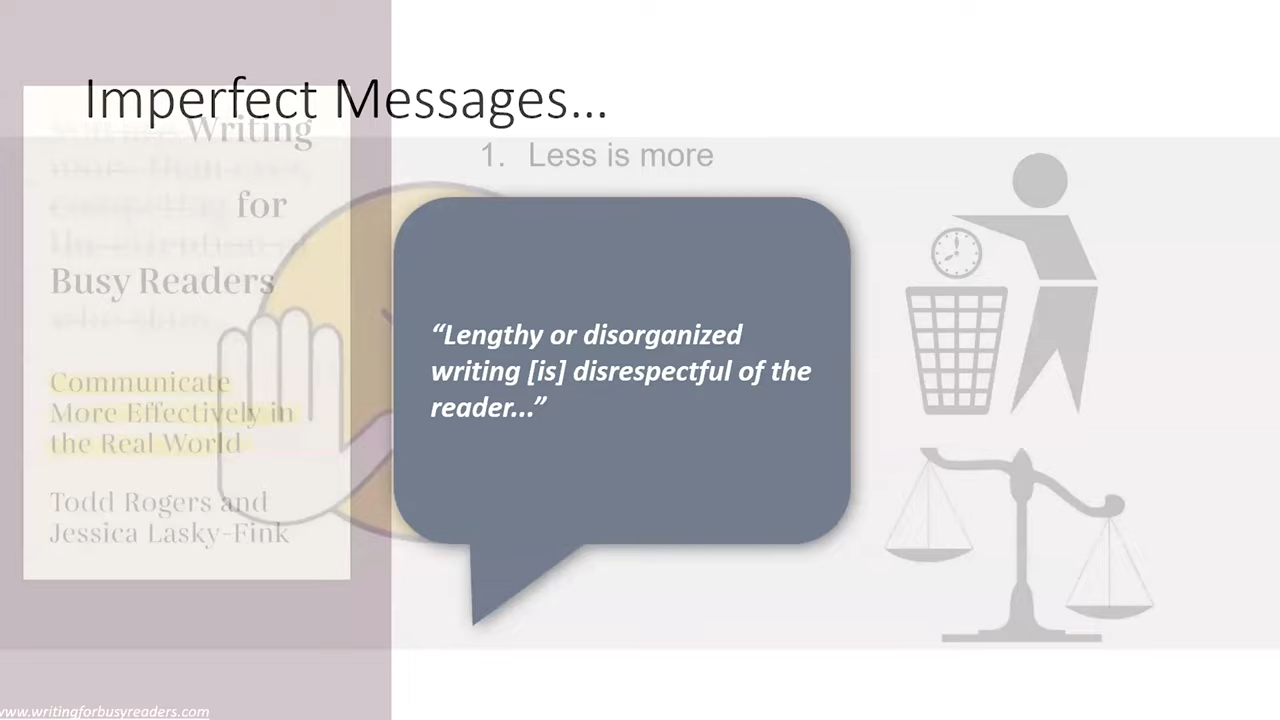 Imperfect Messages...
Writing
for
Busy Readers
Communicate
More Effectively in
the Real World
Todd Rogers and
Jessica Lasky-Fink
1. Less is more
“Lengthy or disorganized
writing [is] disrespectful of the
reader...”
www.writingforbusyreaders.com